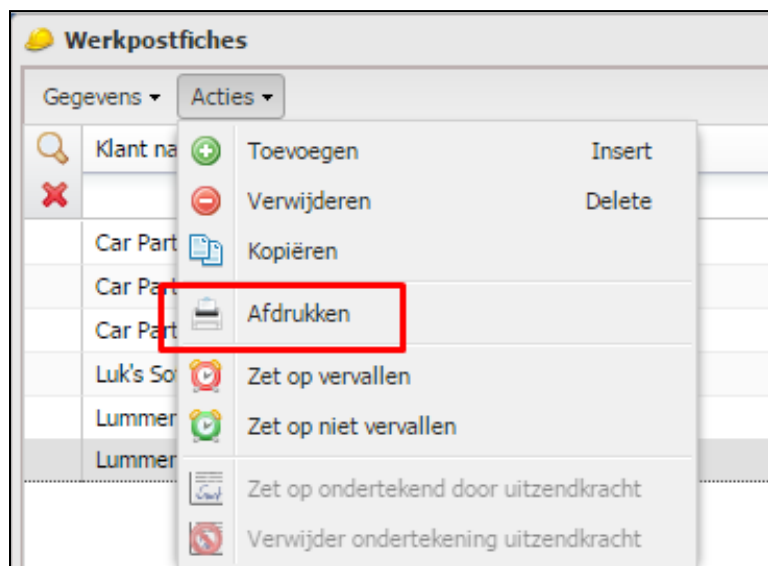 Werkpostfiches
Gegevens Acties
Klant na
Toevoegen Insert
Verwijderen Delete
Car Part Kopiëren
Car Part
Afdrukken
Car Part
Luk's So Zet op vervallen
Lummer Zet op niet vervallen
Lummer
Zet op ondertekend door uitzendkracht
Verwijder ondertekening uitzendkracht